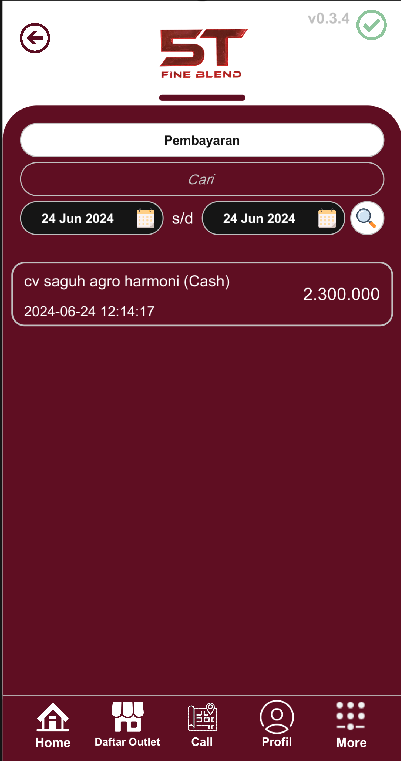 v0.3.4
5T
FINE BLEND
Pembayaran
Cari
24 Jun 2024 s/d 24 Jun 2024
cv saguh agro harmoni (Cash)
2.300.000
2024-06-24 12:14:17
Home Daftar Outlet Call Profil More